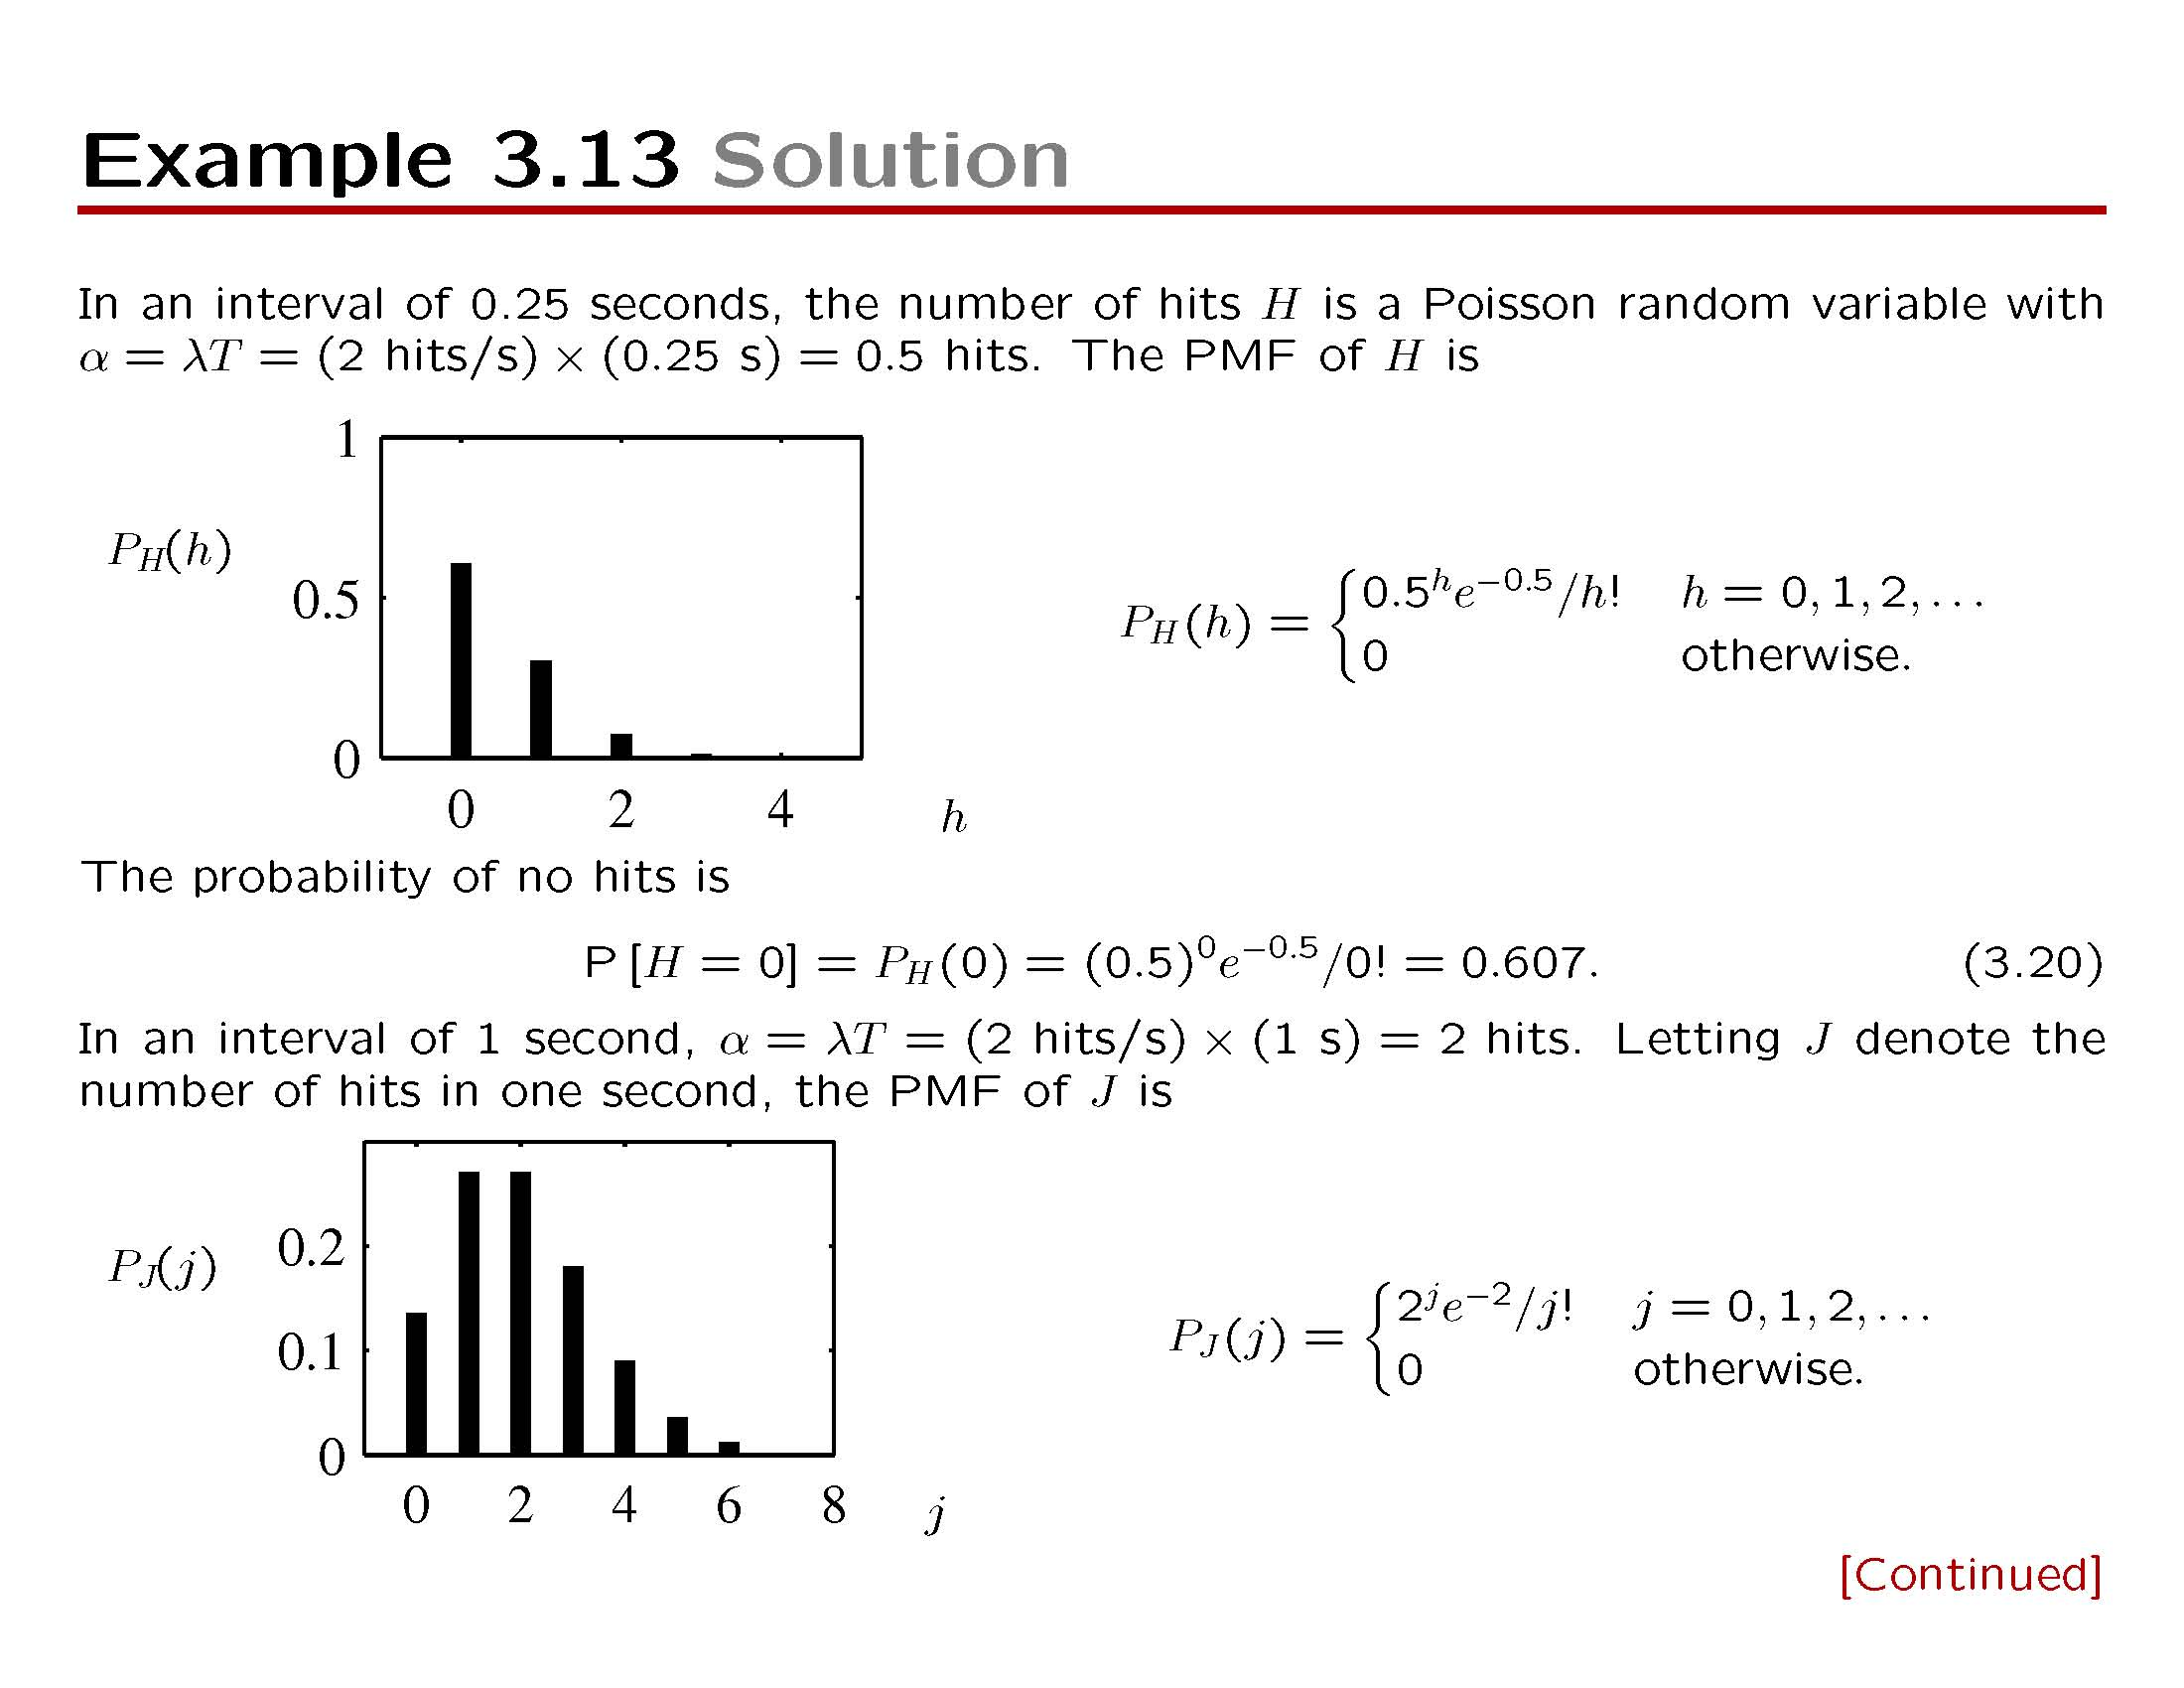 Example 3.13 Solution
In an interval of 0.25 seconds, the number of hits H is a Poisson random variable with
α = λT = (2 hits/s) × (0.25 s) = 0.5 hits. The PMF of H is
1
P_H(h)
0.5
0
0 2 4 h
P_H(h) = { 0.5^h e^{−0.5}/h! h = 0, 1, 2, . . .
0 otherwise.
The probability of no hits is
P [H = 0] = P_H(0) = (0.5)^0 e^{−0.5}/0! = 0.607. (3.20)
In an interval of 1 second, α = λT = (2 hits/s) × (1 s) = 2 hits. Letting J denote the
number of hits in one second, the PMF of J is
0.2
P_J(j)
0.1
0
0 2 4 6 8 j
P_J(j) = { 2^j e^{−2}/j! j = 0, 1, 2, . . .
0 otherwise.
[Continued]